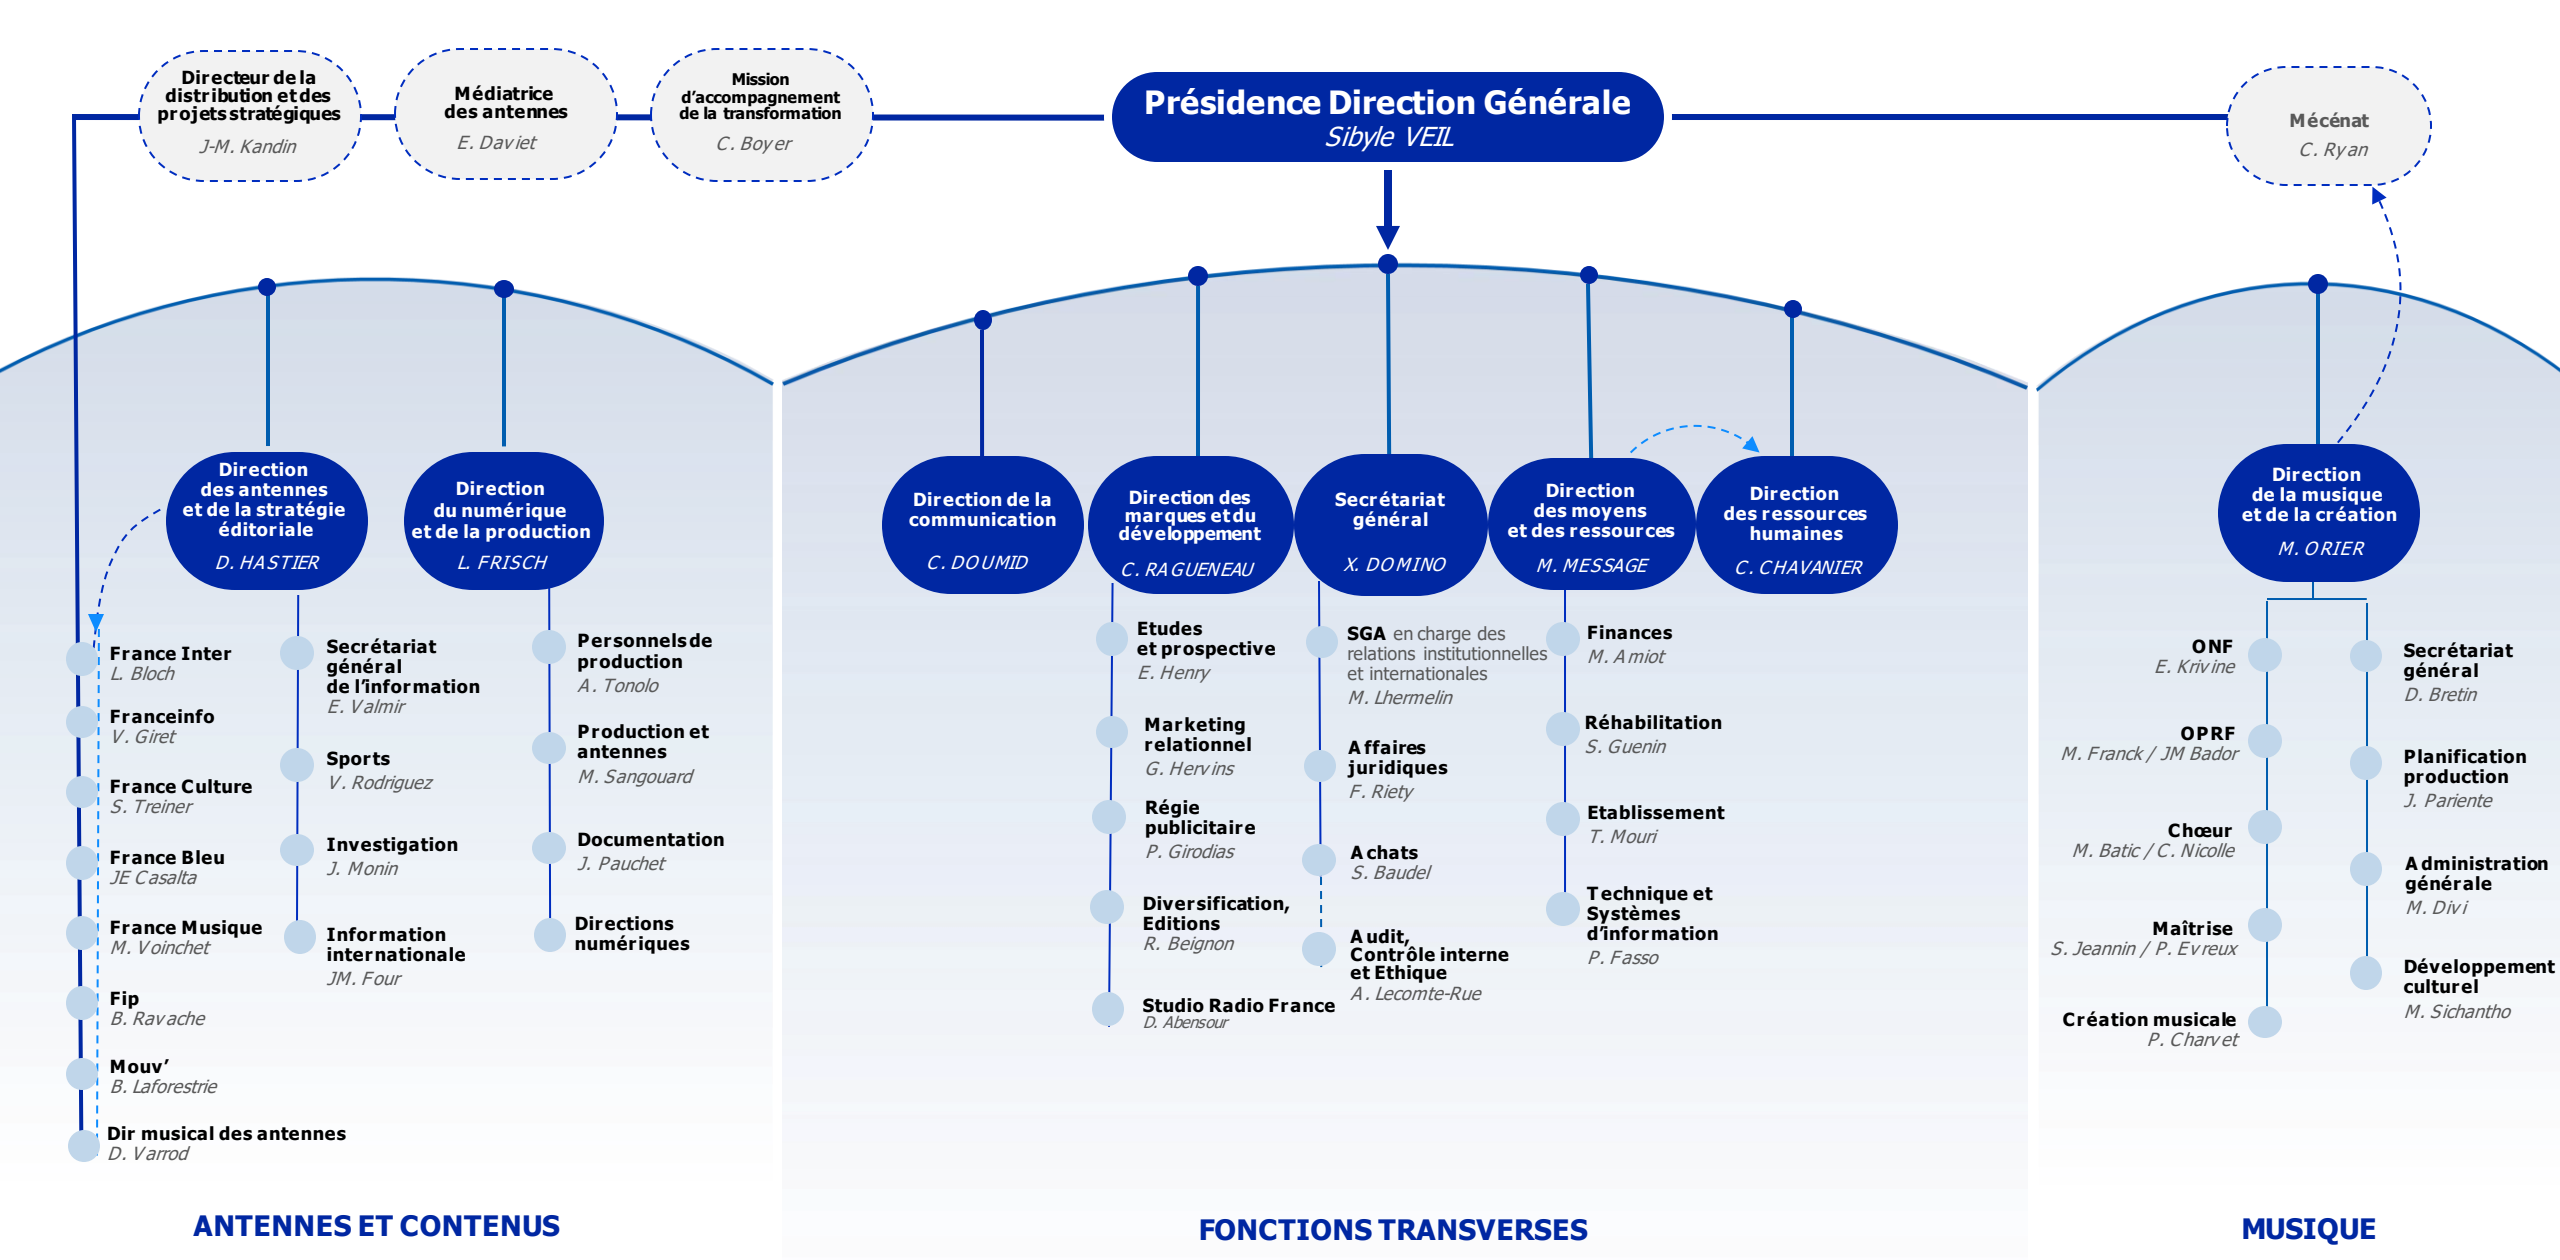 Directeur de la
distribution et des
projets stratégiques
J-M. Kandin
Médiatrice
des antennes
E. Daviet
Mission
d'accompagnement
de la transformation
C. Boyer
Présidence Direction Générale
Sibyle VEIL
Mécénat
C. Ryan
Direction
des antennes
et de la stratégie
éditoriale
D. HASTIER
Direction
du numérique
et de la production
L. FRISCH
Direction de la
communication
C. DOUMID
Direction des
marques et du
développement
C. RAGUENEAU
Secrétariat
général
X. DOMINO
Direction
des moyens
et des ressources
M. MESSAGE
Direction
des ressources
humaines
C. CHAVANIER
Direction
de la musique
et de la création
M. ORIER
France Inter
L. Bloch
Franceinfo
V. Giret
France Culture
S. Treiner
France Bleu
JE Casalta
France Musique
M. Voinchet
Fip
B. Ravache
Mouv’
B. Laforestrie
Dir musical des antennes
D. Varrod
Secrétariat
général
de l’information
E. Valmir
Sports
V. Rodriguez
Investigation
J. Monin
Information
internationale
JM. Four
Personnels de
production
A. Tonolo
Production et
antennes
M. Sangouard
Documentation
J. Pauchet
Directions
numériques
Etudes
et prospective
E. Henry
Marketing
relationnel
G. Hervins
Régie
publicitaire
P. Girodias
Diversification,
Editions
R. Beignon
Studio Radio France
D. Abensour
SGA en charge des
relations institutionnelles
et internationales
M. Lhermelin
Affaires
juridiques
F. Riety
Achats
S. Baudel
Audit,
Contrôle interne
et Ethique
A. Lecomte-Rue
Finances
M. Amiot
Réhabilitation
S. Guenin
Etablissement
T. Mouri
Technique et
Systèmes
d’information
P. Fasso
ONF
E. Krivine
OPRF
M. Franck / JM Bador
Chœur
M. Batic / C. Nicolle
Maîtrise
S. Jeannin / P. Evreux
Création musicale
P. Charvet
Secrétariat
général
D. Bretin
Planification
production
J. Pariente
Administration
générale
M. Divi
Développement
culturel
M. Sichantho
ANTENNES ET CONTENUS
FONCTIONS TRANSVERSES
MUSIQUE